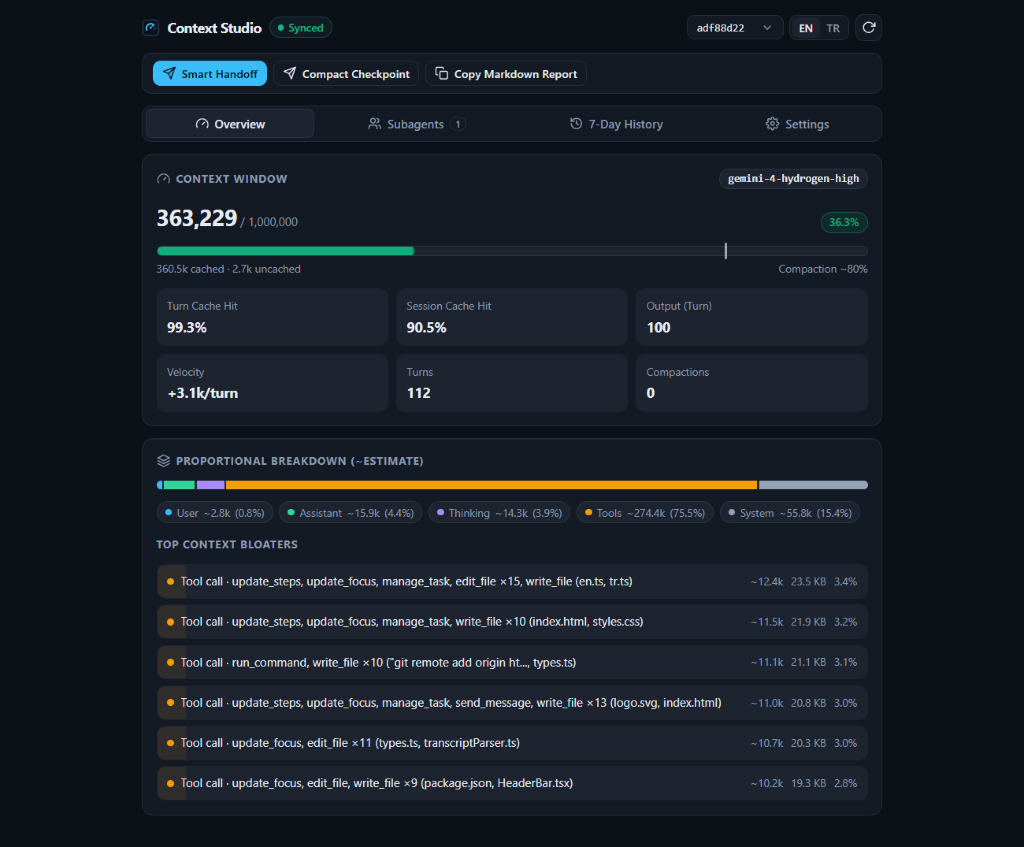 Context Studio
Synced
adf88d22
EN TR
Smart Handoff
Compact Checkpoint
Copy Markdown Report
Overview
Subagents 1
7-Day History
Settings
CONTEXT WINDOW
gemini-4-hydrogen-high
363,229 / 1,000,000
36.3%
360.5k cached · 2.7k uncached
Compaction ~80%
Turn Cache Hit
99.3%
Session Cache Hit
90.5%
Output (Turn)
100
Velocity
+3.1k/turn
Turns
112
Compactions
0
PROPORTIONAL BREAKDOWN (~ESTIMATE)
User ~2.8k (0.8%)
Assistant ~15.9k (4.4%)
Thinking ~14.3k (3.9%)
Tools ~274.4k (75.5%)
System ~55.8k (15.4%)
TOP CONTEXT BLOATERS
Tool call · update_steps, update_focus, manage_task, edit_file ×15, write_file (en.ts, tr.ts) ~12.4k 23.5 KB 3.4%
Tool call · update_steps, update_focus, manage_task, write_file ×10 (index.html, styles.css) ~11.5k 21.9 KB 3.2%
Tool call · run_command, write_file ×10 ("git remote add origin ht..., types.ts) ~11.1k 21.1 KB 3.1%
Tool call · update_steps, update_focus, manage_task, send_message, write_file ×13 (logo.svg, index.html) ~11.0k 20.8 KB 3.0%
Tool call · update_focus, edit_file ×11 (types.ts, transcriptParser.ts) ~10.7k 20.3 KB 3.0%
Tool call · update_focus, edit_file, write_file ×9 (package.json, HeaderBar.tsx) ~10.2k 19.3 KB 2.8%